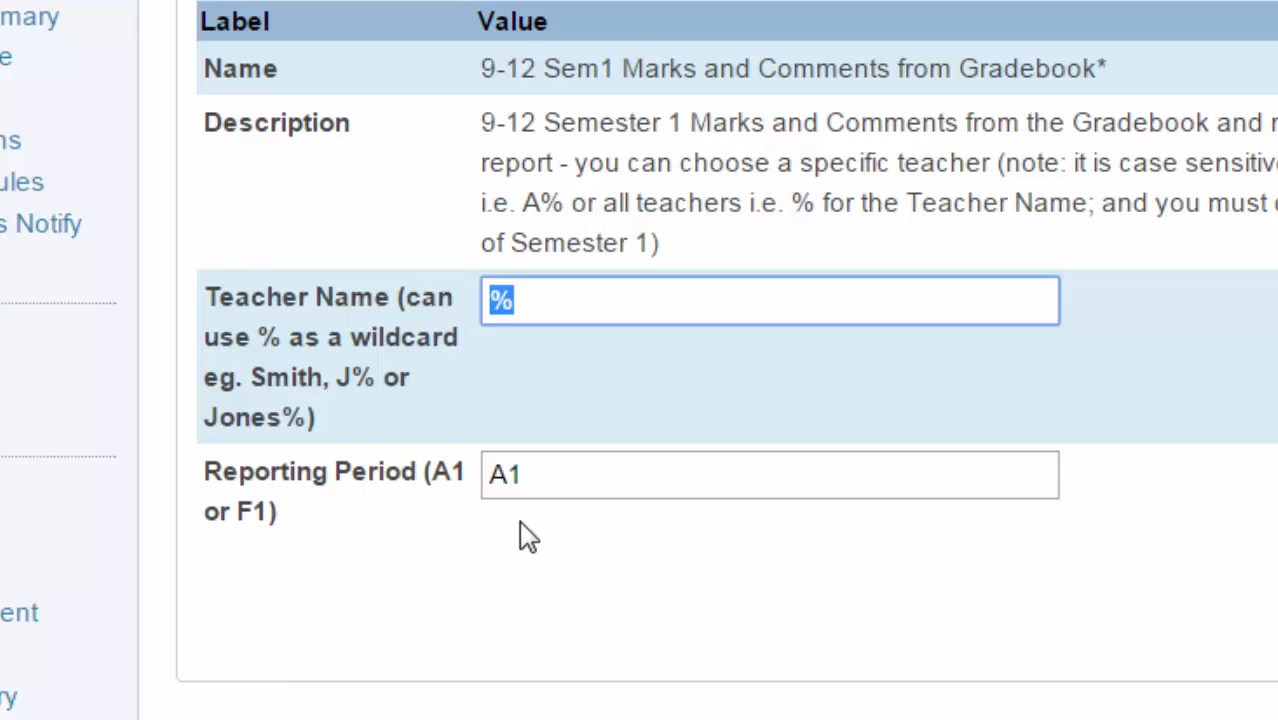 mary
e
ns
ules
s Notify
ent
ry
Label Value
Name 9-12 Sem1 Marks and Comments from Gradebook*
Description 9-12 Semester 1 Marks and Comments from the Gradebook and
report - you can choose a specific teacher (note: it is case sensitive
i.e. A% or all teachers i.e. % for the Teacher Name; and you must
of Semester 1)
Teacher Name (can
use % as a wildcard
eg. Smith, J% or
Jones%)
%
Reporting Period (A1
or F1)
A1